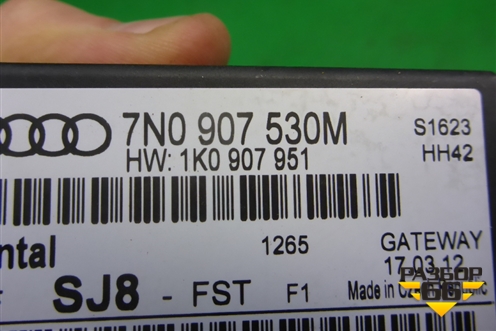 7N0 907 530M
HW: 1K0 907 951
S1623
HH42
ntal
1265
GATEWAY
17.03.12
SJ8 - FST F1
Made in
РАЗБОР
66